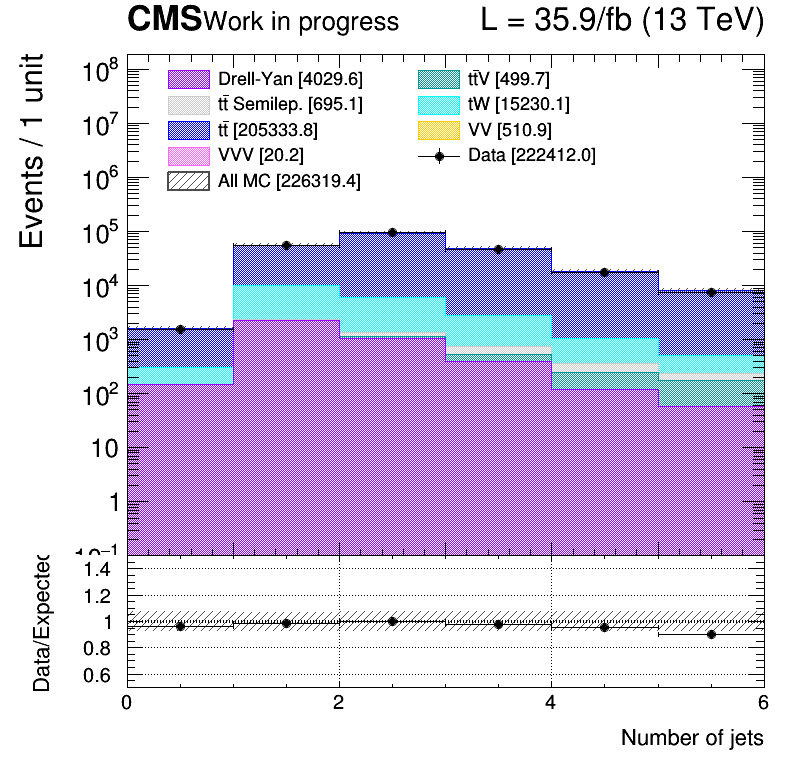 CMS Work in progress L = 35.9/fb (13 TeV)
Events / 1 unit
10⁸
10⁷
10⁶
10⁵
10⁴
10³
10²
10
1
10⁻¹
Drell-Yan [4029.6]
tt̄ Semilep. [695.1]
tt̄ [205333.8]
VVV [20.2]
All MC [226319.4]
tt̄V [499.7]
tW [15230.1]
VV [510.9]
Data [222412.0]
Data/Expected
1.4
1.2
1
0.8
0.6
0 2 4 6
Number of jets